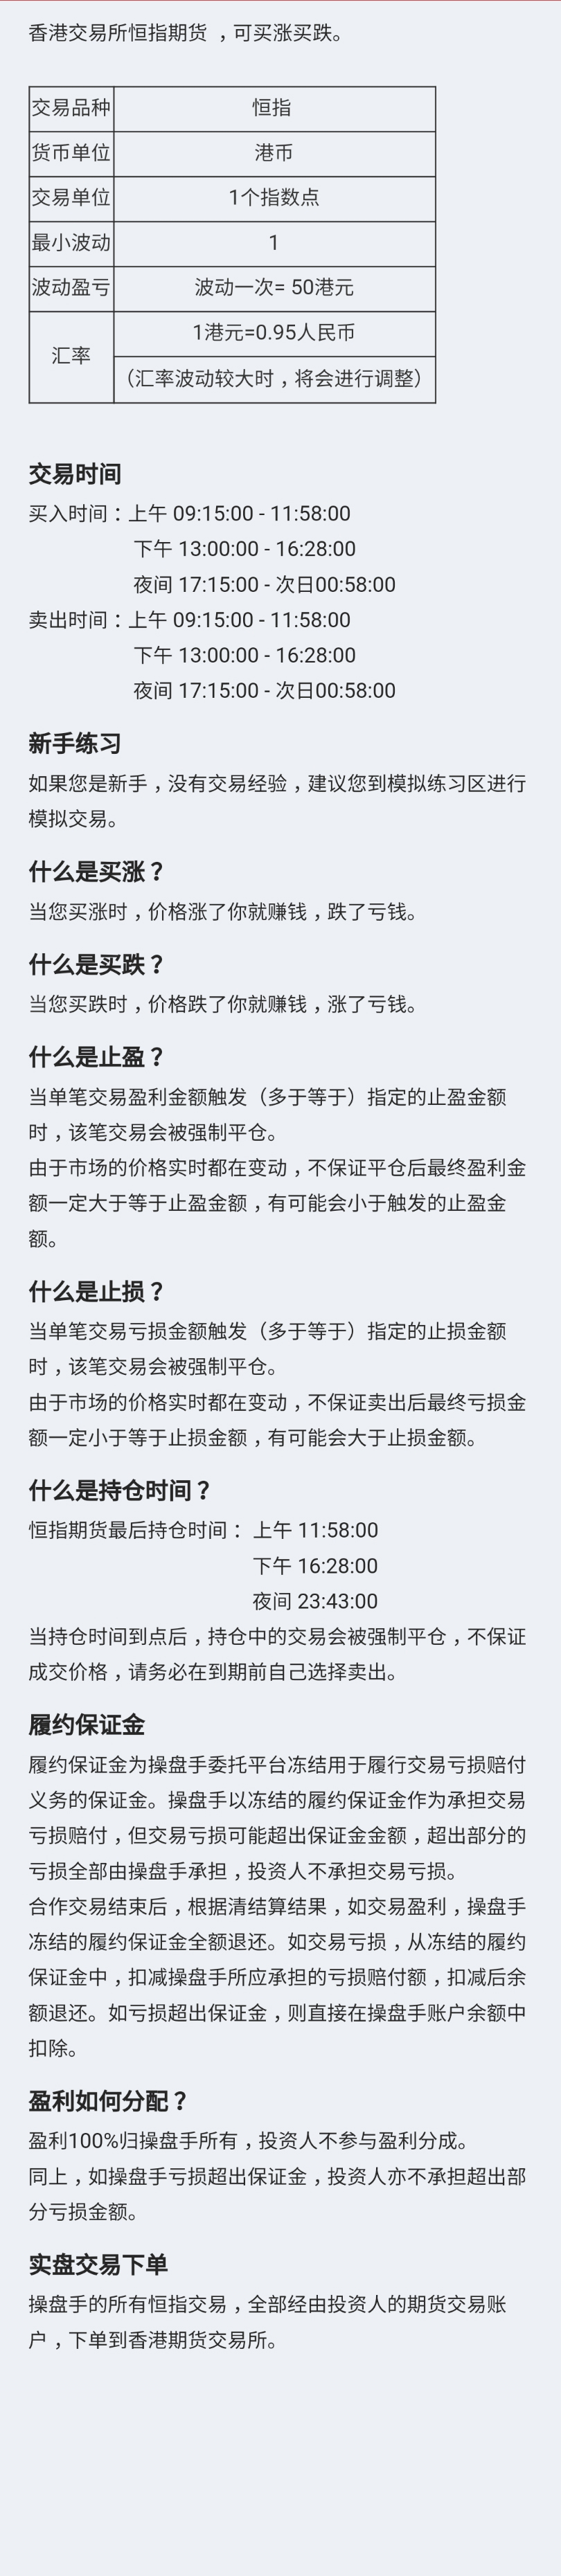 香港交易所恒指期货 ，可买涨买跌。
交易品种 恒指
货币单位 港币
交易单位 1个指数点
最小波动 1
波动盈亏 波动一次= 50港元
汇率 1港元=0.95人民币
（汇率波动较大时，将会进行调整）
交易时间
买入时间：上午 09:15:00 - 11:58:00
下午 13:00:00 - 16:28:00
夜间 17:15:00 - 次日00:58:00
卖出时间：上午 09:15:00 - 11:58:00
下午 13:00:00 - 16:28:00
夜间 17:15:00 - 次日00:58:00
新手练习
如果您是新手，没有交易经验，建议您到模拟练习区进行
模拟交易。
什么是买涨？
当您买涨时，价格涨了你就赚钱，跌了亏钱。
什么是买跌？
当您买跌时，价格跌了你就赚钱，涨了亏钱。
什么是止盈？
当单笔交易盈利金额触发（多于等于）指定的止盈金额
时，该笔交易会被强制平仓。
由于市场的价格实时都在变动，不保证平仓后最终盈利金
额一定大于等于止盈金额，有可能会小于触发的止盈金
额。
什么是止损？
当单笔交易亏损金额触发（多于等于）指定的止损金额
时，该笔交易会被强制平仓。
由于市场的价格实时都在变动，不保证卖出后最终亏损金
额一定小于等于止损金额，有可能会大于止损金额。
什么是持仓时间？
恒指期货最后持仓时间： 上午 11:58:00
下午 16:28:00
夜间 23:43:00
当持仓时间到点后，持仓中的交易会被强制平仓，不保证
成交价格，请务必在到期前自己选择卖出。
履约保证金
履约保证金为操盘手委托平台冻结用于履行交易亏损赔付
义务的保证金。操盘手以冻结的履约保证金作为承担交易
亏损赔付，但交易亏损可能超出保证金金额，超出部分的
亏损全部由操盘手承担，投资人不承担交易亏损。
合作交易结束后，根据清结算结果，如交易盈利，操盘手
冻结的履约保证金全额退还。如交易亏损，从冻结的履约
保证金中，扣减操盘手所应承担的亏损赔付额，扣减后余
额退还。如亏损超出保证金，则直接在操盘手账户余额中
扣除。
盈利如何分配？
盈利100%归操盘手所有，投资人不参与盈利分成。
同上，如操盘手亏损超出保证金，投资人亦不承担超出部
分亏损金额。
实盘交易下单
操盘手的所有恒指交易，全部经由投资人的期货交易账
户，下单到香港期货交易所。